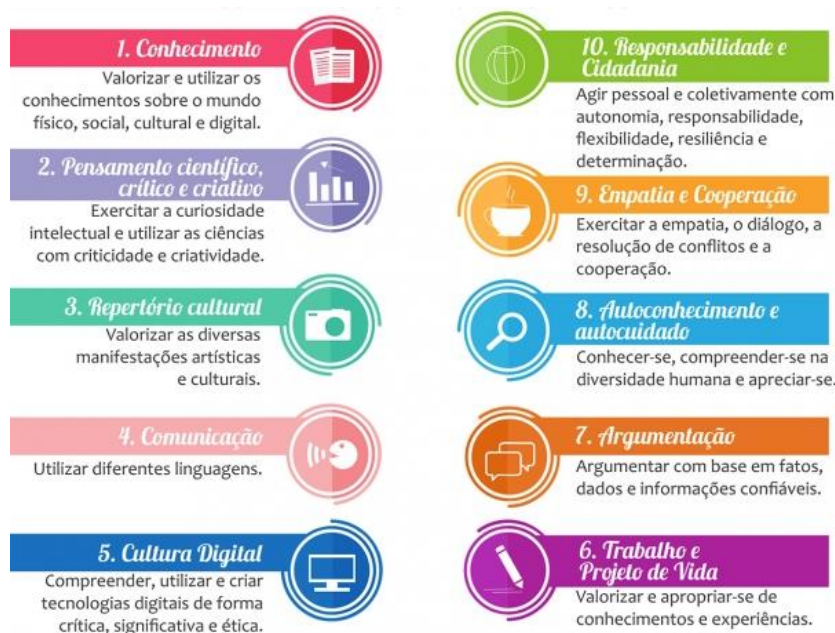 1. Conhecimento
Valorizar e utilizar os
conhecimentos sobre o mundo
físico, social, cultural e digital.
2. Pensamento científico,
crítico e criativo
Exercitar a curiosidade
intelectual e utilizar as ciências
com criticidade e criatividade.
3. Repertório cultural
Valorizar as diversas
manifestações artísticas
e culturais.
4. Comunicação
Utilizar diferentes linguagens.
5. Cultura Digital
Compreender, utilizar e criar
tecnologias digitais de forma
crítica, significativa e ética.
10. Responsabilidade e
Cidadania
Agir pessoal e coletivamente com
autonomia, responsabilidade,
flexibilidade, resiliência e
determinação.
9. Empatia e Cooperação
Exercitar a empatia, o diálogo, a
resolução de conflitos e a
cooperação.
8. Autoconhecimento e
autocuidado
Conhecer-se, compreender-se na
diversidade humana e apreciar-se.
7. Argumentação
Argumentar com base em fatos,
dados e informações confiáveis.
6. Trabalho e
Projeto de Vida
Valorizar e apropriar-se de
conhecimentos e experiências.